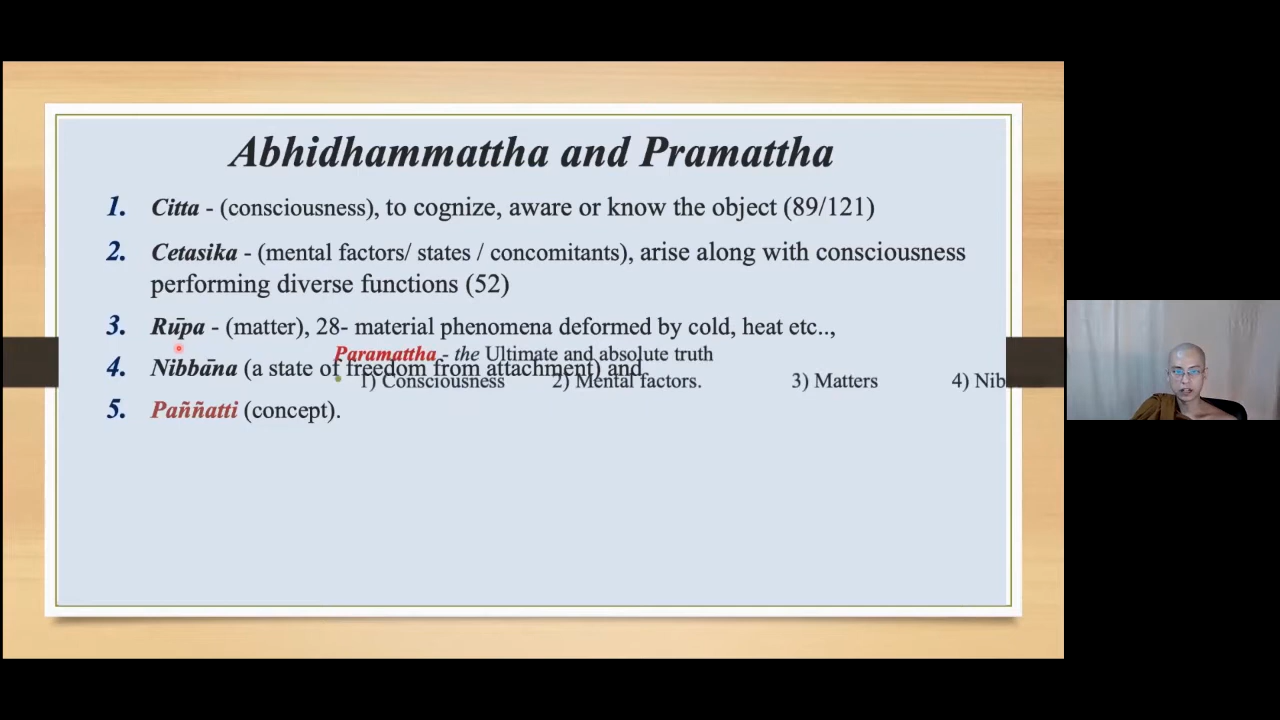 Abhidhammattha and Pramattha
1. Citta - (consciousness), to cognize, aware or know the object (89/121)
2. Cetasika - (mental factors/ states / concomitants), arise along with consciousness
performing diverse functions (52)
3. Rūpa - (matter), 28- material phenomena deformed by cold, heat etc..,
Paramattha - the Ultimate and absolute truth
4. Nibbāna (a state of freedom from attachment) and
1) Consciousness 2) Mental factors. 3) Matters 4) Nib
5. Paññatti (concept).